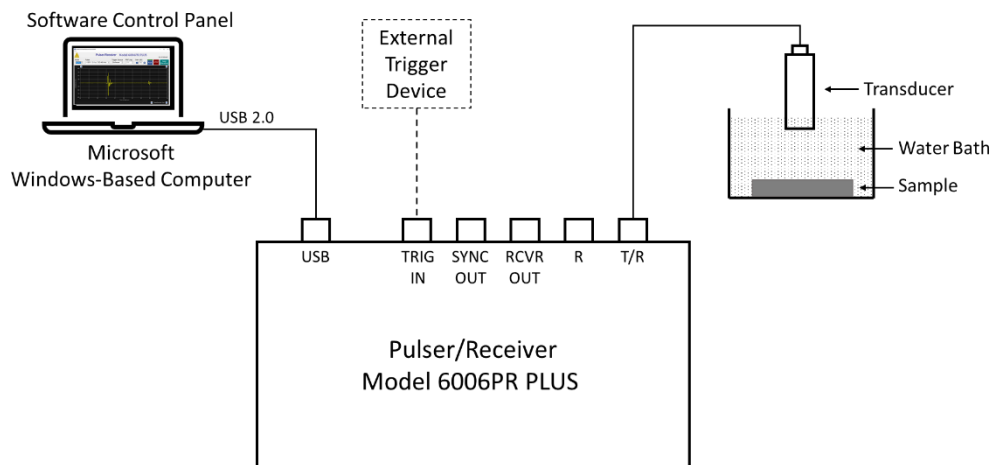 Software Control Panel
USB 2.0
Microsoft
Windows-Based Computer
External
Trigger
Device
Transducer
Water Bath
Sample
USB
TRIG
IN
SYNC
OUT
RCVR
OUT
R
T/R
Pulser/Receiver
Model 6006PR PLUS